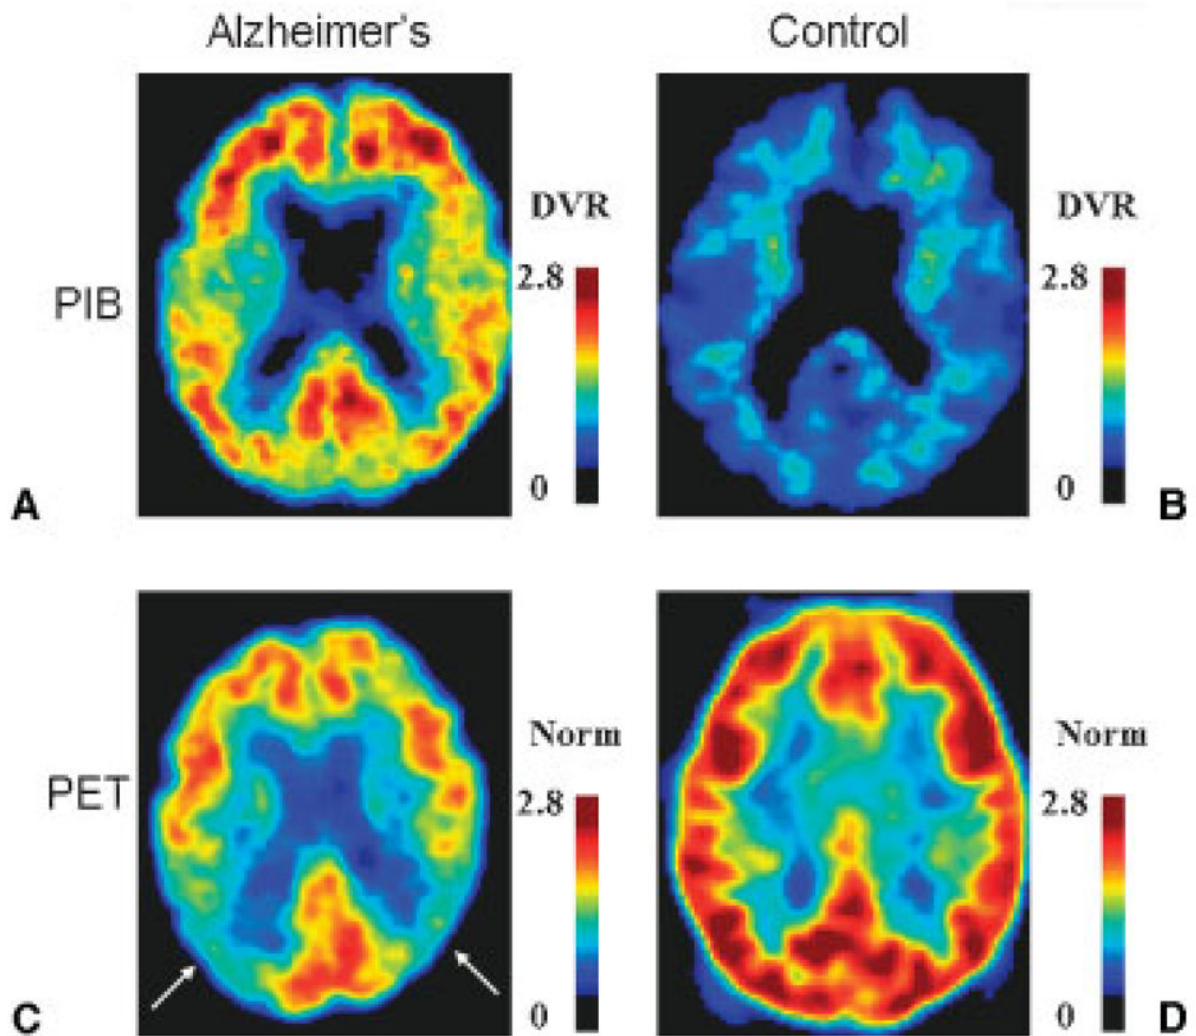 Alzheimer's
Control
PIB
DVR
2.8
0
DVR
2.8
0
A
B
PET
Norm
2.8
0
Norm
2.8
0
C
D